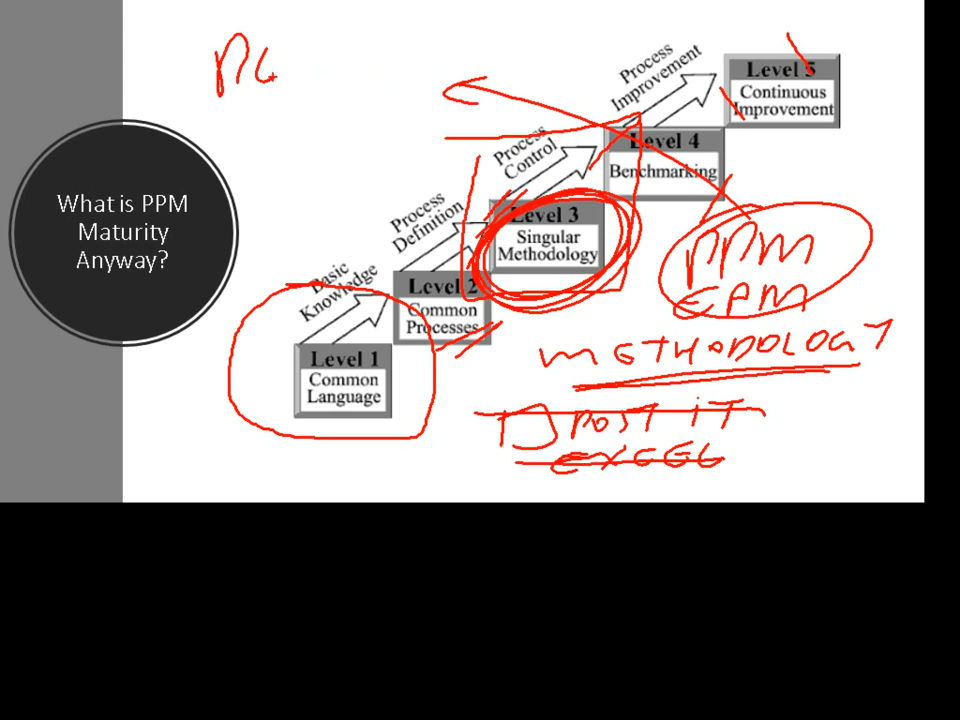 What is PPM
Maturity
Anyway?
Level 5
Continuous
Improvement
Process
Improvement
Level 4
Benchmarking
Process
Control
Level 3
Singular
Methodology
Process
Definition
Level 2
Common
Processes
Basic
Knowledge
Level 1
Common
Language
PPM
EPM
METHODOLOGY
POST IT
EXCEL